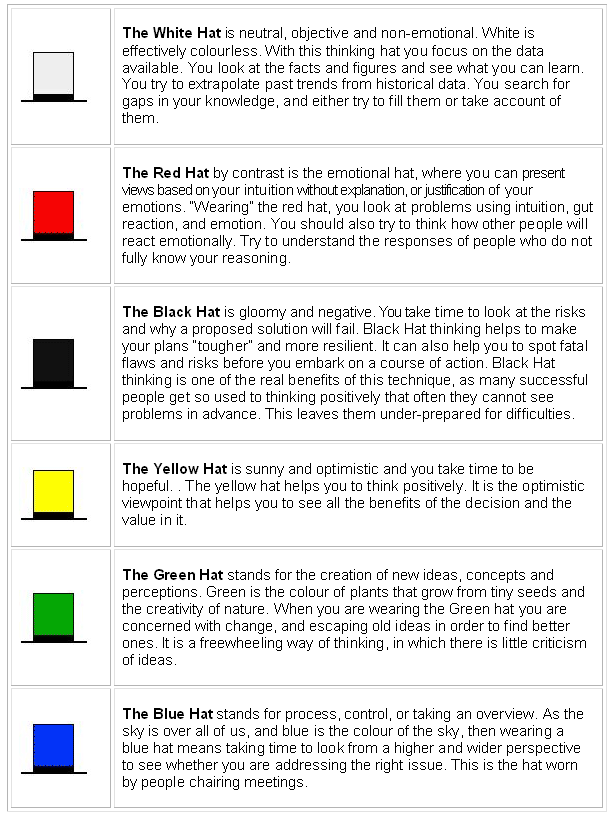 The White Hat is neutral, objective and non-emotional. White is
effectively colourless. With this thinking hat you focus on the data
available. You look at the facts and figures and see what you can learn.
You try to extrapolate past trends from historical data. You search for
gaps in your knowledge, and either try to fill them or take account of
them.
The Red Hat by contrast is the emotional hat, where you can present
views based on your intuition without explanation, or justification of your
emotions. "Wearing" the red hat, you look at problems using intuition, gut
reaction, and emotion. You should also try to think how other people will
react emotionally. Try to understand the responses of people who do not
fully know your reasoning.
The Black Hat is gloomy and negative. You take time to look at the risks
and why a proposed solution will fail. Black Hat thinking helps to make
your plans "tougher" and more resilient. It can also help you to spot fatal
flaws and risks before you embark on a course of action. Black Hat
thinking is one of the real benefits of this technique, as many successful
people get so used to thinking positively that often they cannot see
problems in advance. This leaves them under-prepared for difficulties.
The Yellow Hat is sunny and optimistic and you take time to be
hopeful. . The yellow hat helps you to think positively. It is the optimistic
viewpoint that helps you to see all the benefits of the decision and the
value in it.
The Green Hat stands for the creation of new ideas, concepts and
perceptions. Green is the colour of plants that grow from tiny seeds and
the creativity of nature. When you are wearing the Green hat you are
concerned with change, and escaping old ideas in order to find better
ones. It is a freewheeling way of thinking, in which there is little criticism
of ideas.
The Blue Hat stands for process, control, or taking an overview. As the
sky is over all of us, and blue is the colour of the sky, then wearing a
blue hat means taking time to look from a higher and wider perspective
to see whether you are addressing the right issue. This is the hat worn
by people chairing meetings.